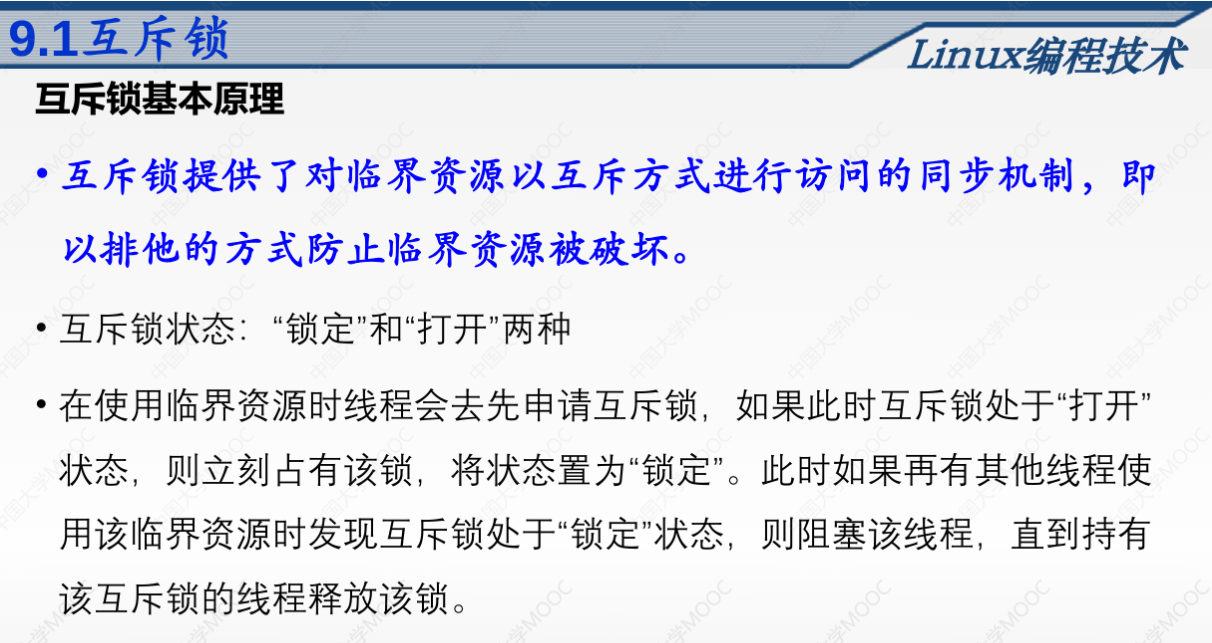 9.1互斥锁
Linux编程技术
互斥锁基本原理
• 互斥锁提供了对临界资源以互斥方式进行访问的同步机制，即
以排他的方式防止临界资源被破坏。
• 互斥锁状态：“锁定”和“打开”两种
• 在使用临界资源时线程会去先申请互斥锁，如果此时互斥锁处于“打开”
状态，则立刻占有该锁，将状态置为“锁定”。此时如果再有其他线程使
用该临界资源时发现互斥锁处于“锁定”状态，则阻塞该线程，直到持有
该互斥锁的线程释放该锁。
中国大学MOOC